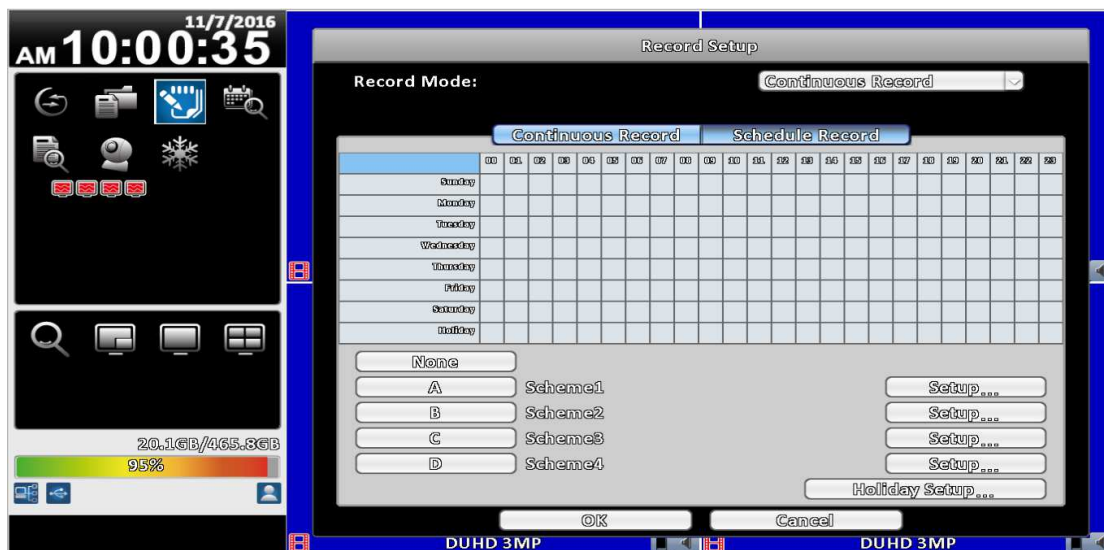 11/7/2016
AM 10:00:35
20.1GB/465.8GB
95%
Record Setup
Record Mode: Continuous Record
Continuous Record Schedule Record
00 01 02 03 04 05 06 07 08 09 10 11 12 13 14 15 16 17 18 19 20 21 22 23
Sunday
Monday
Tuesday
Wednesday
Thursday
Friday
Saturday
Holiday
None
A Scheme1 Setup...
B Scheme2 Setup...
C Scheme3 Setup...
D Scheme4 Setup...
Holiday Setup...
OK Cancel
DUHD 3MP DUHD 3MP